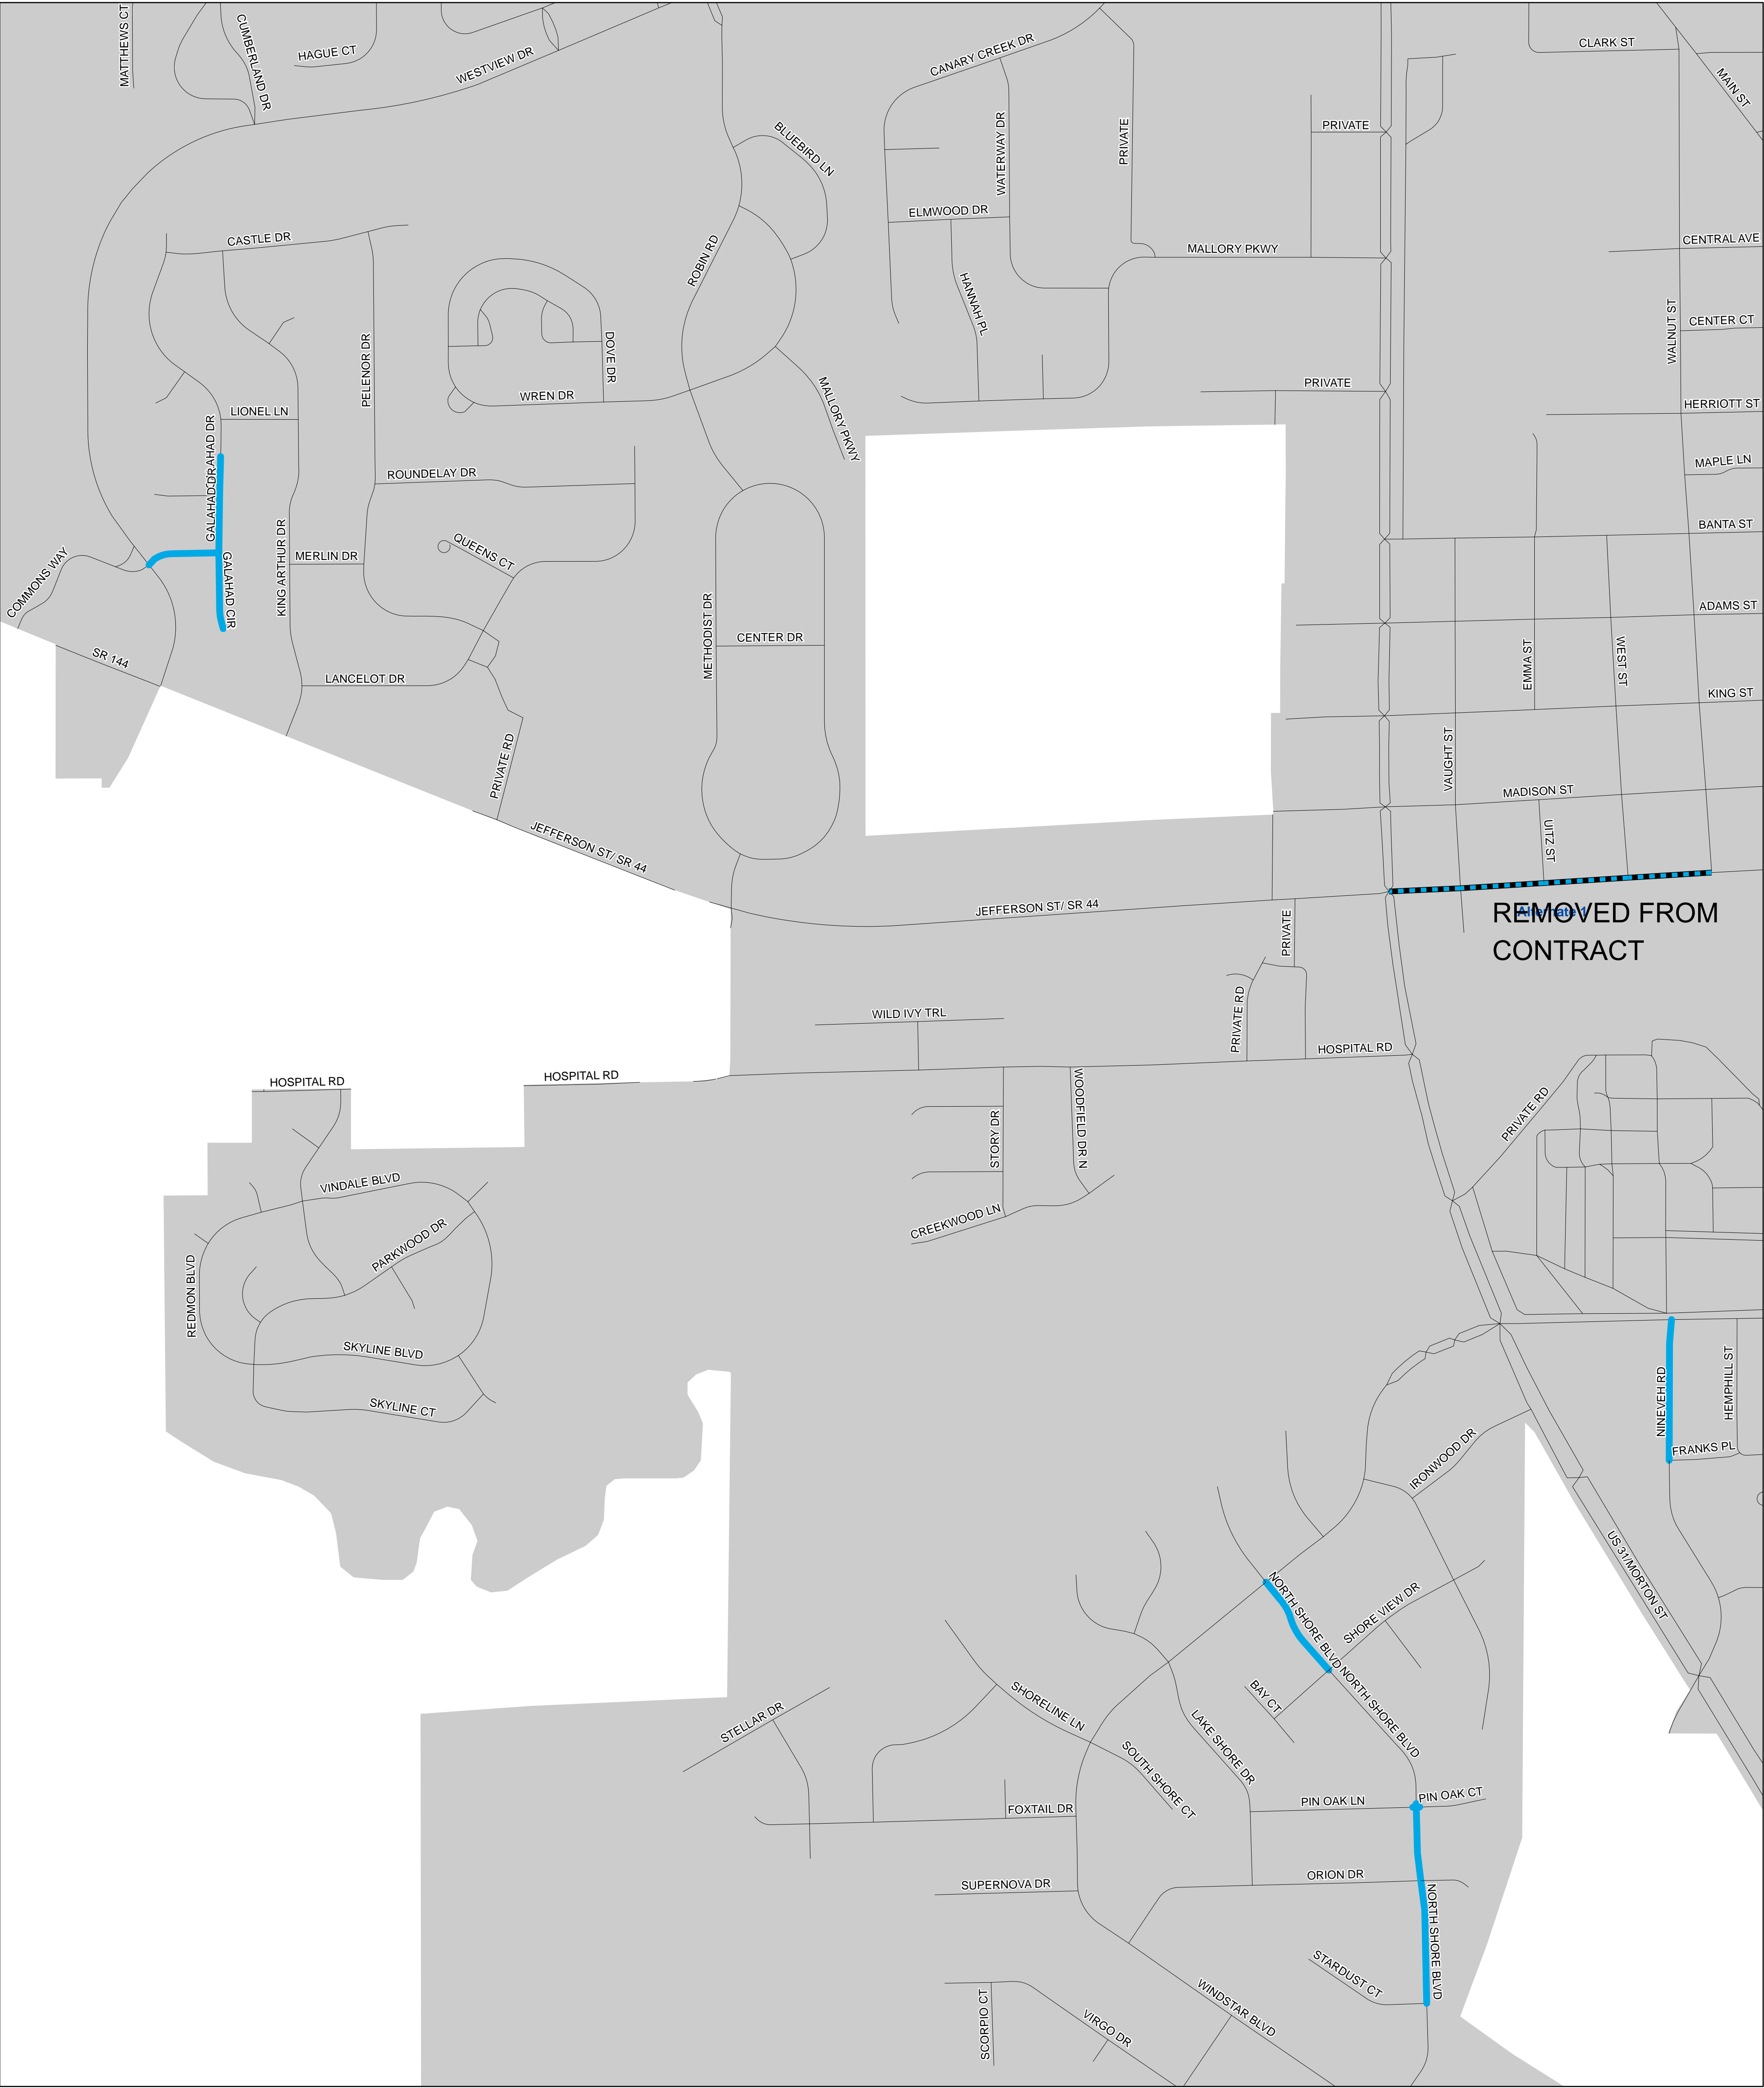 MATTHEWS CT
CUMBERLAND DR
HAGUE CT
WESTVIEW DR
CANARY CREEK DR
CLARK ST
MAIN ST
BLUEBIRD LN
WATERWAY DR
PRIVATE
PRIVATE
ELMWOOD DR
CASTLE DR
ROBIN RD
MALLORY PKWY
CENTRAL AVE
HANNAH PL
WALNUT ST
CENTER CT
PELENOR DR
DOVE DR
WREN DR
MALLORY PKWY
PRIVATE
LIONEL LN
HERRIOTT ST
GALAHAD DR
GALAHAD DR
ROUNDELAY DR
MAPLE LN
BANTA ST
COMMONS WAY
KING ARTHUR DR
MERLIN DR
QUEENS CT
GALAHAD CIR
METHODIST DR
CENTER DR
ADAMS ST
EMMA ST
WEST ST
SR 144
LANCELOT DR
KING ST
PRIVATE RD
VAUGHT ST
MADISON ST
UITZ ST
JEFFERSON ST/ SR 44
JEFFERSON ST/ SR 44
Alternate 1
REMOVED FROM
CONTRACT
PRIVATE
WILD IVY TRL
PRIVATE RD
HOSPITAL RD
HOSPITAL RD
HOSPITAL RD
WOODFIELD DR N
STORY DR
PRIVATE RD
VINDALE BLVD
CREEKWOOD LN
PARKWOOD DR
REDMON BLVD
SKYLINE BLVD
SKYLINE CT
NINEVEH RD
HEMPHILL ST
FRANKS PL
IRONWOOD DR
US 31/MORTON ST
NORTH SHORE BLVD
SHORE VIEW DR
NORTH SHORE BLVD
BAY CT
SHORELINE LN
STELLAR DR
LAKE SHORE DR
SOUTH SHORE CT
PIN OAK LN
PIN OAK CT
FOXTAIL DR
ORION DR
SUPERNOVA DR
NORTH SHORE BLVD
STARDUST CT
WINDSTAR BLVD
SCORPIO CT
VIRGO DR